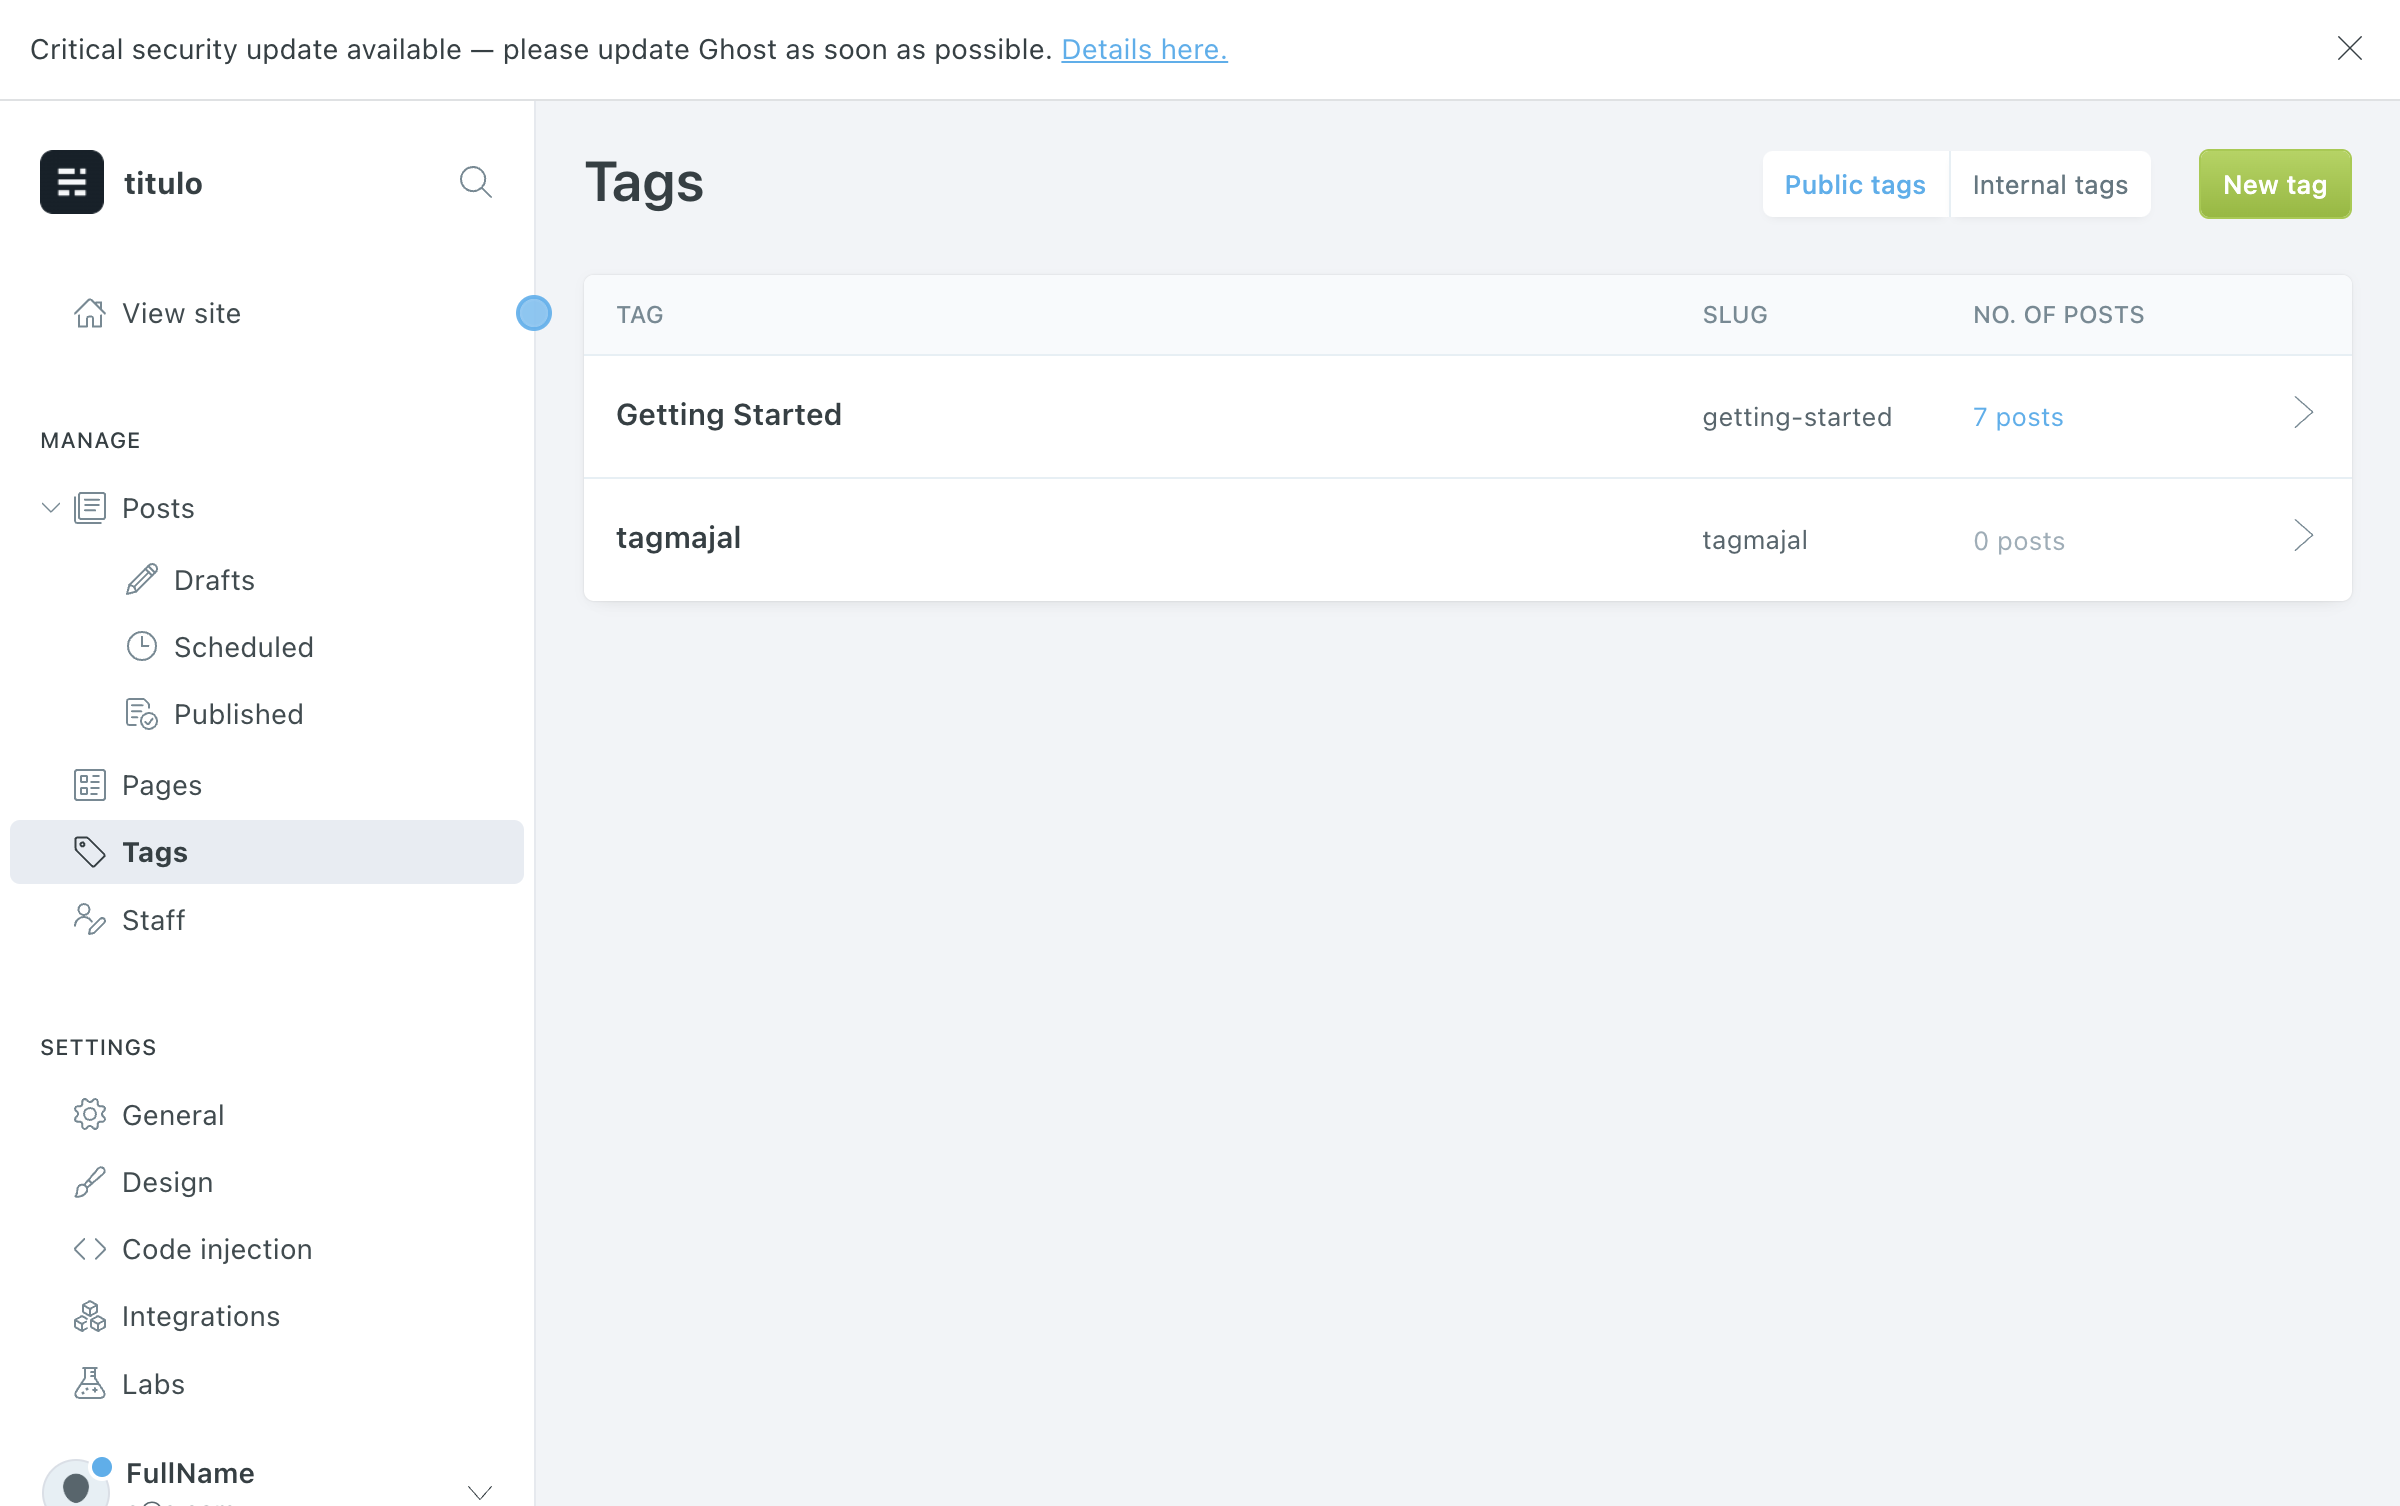 Critical security update available — please update Ghost as soon as possible. Details here.
titulo
View site
MANAGE
Posts
Drafts
Scheduled
Published
Pages
Tags
Staff
SETTINGS
General
Design
Code injection
Integrations
Labs
FullName
Tags
Public tags
Internal tags
New tag
TAG SLUG NO. OF POSTS
Getting Started getting-started 7 posts
tagmajal tagmajal 0 posts